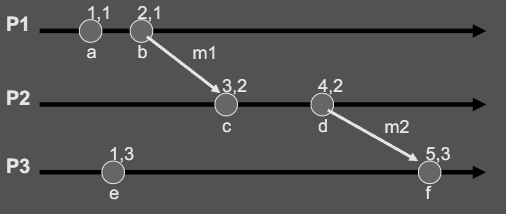 1,1 2,1
P1
a b m1
3,2 4,2
P2
c d m2
1,3 5,3
P3
e f